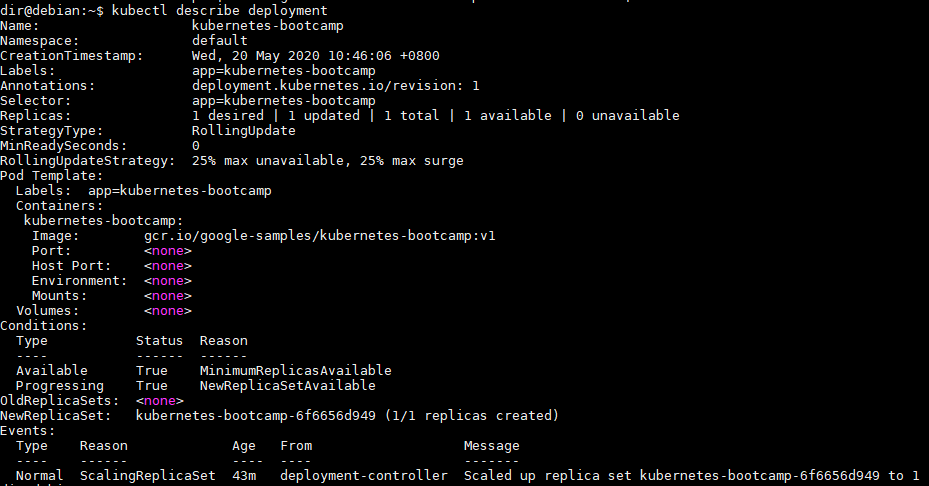 dir@debian:~$ kubectl describe deployment
Name:                   kubernetes-bootcamp
Namespace:              default
CreationTimestamp:      Wed, 20 May 2020 10:46:06 +0800
Labels:                 app=kubernetes-bootcamp
Annotations:            deployment.kubernetes.io/revision: 1
Selector:               app=kubernetes-bootcamp
Replicas:               1 desired | 1 updated | 1 total | 1 available | 0 unavailable
StrategyType:           RollingUpdate
MinReadySeconds:        0
RollingUpdateStrategy:  25% max unavailable, 25% max surge
Pod Template:
  Labels:  app=kubernetes-bootcamp
  Containers:
   kubernetes-bootcamp:
    Image:        gcr.io/google-samples/kubernetes-bootcamp:v1
    Port:         <none>
    Host Port:    <none>
    Environment:  <none>
    Mounts:       <none>
  Volumes:        <none>
Conditions:
  Type           Status  Reason
  ----           ------  ------
  Available      True    MinimumReplicasAvailable
  Progressing    True    NewReplicaSetAvailable
OldReplicaSets:  <none>
NewReplicaSet:   kubernetes-bootcamp-6f6656d949 (1/1 replicas created)
Events:
  Type    Reason             Age   From                   Message
  ----    ------             ----  ----                   -------
  Normal  ScalingReplicaSet  43m   deployment-controller  Scaled up replica set kubernetes-bootcamp-6f6656d949 to 1